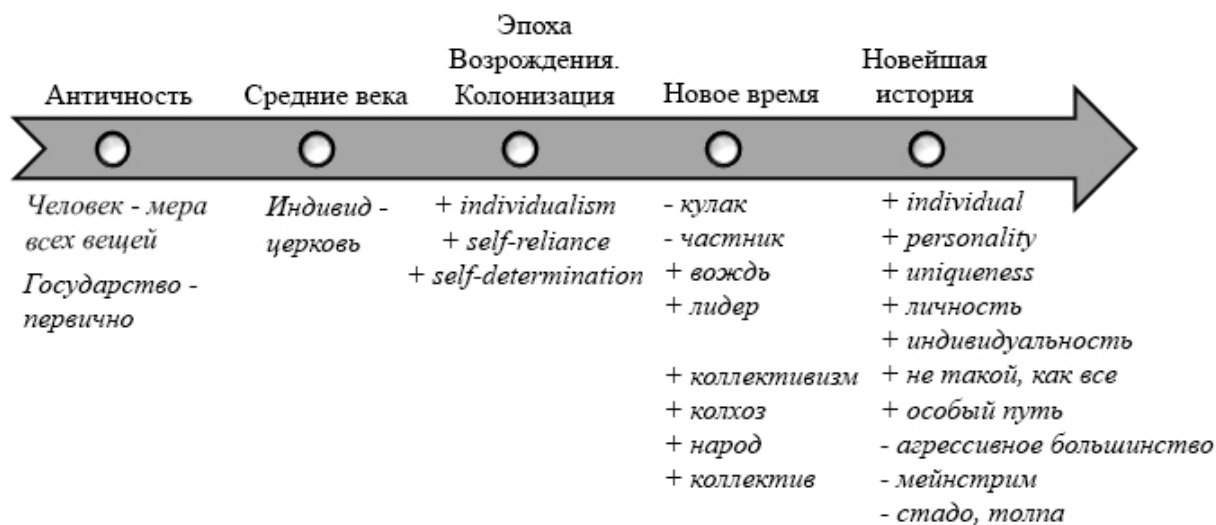 Античность
Средние века
Эпоха
Возрождения.
Колонизация
Новое время
Новейшая
история
Человек - мера
всех вещей
Государство -
первично
Индивид -
церковь
+ individualism
+ self-reliance
+ self-determination
- кулак
- частник
+ вождь
+ лидер
+ коллективизм
+ колхоз
+ народ
+ коллектив
+ individual
+ personality
+ uniqueness
+ личность
+ индивидуальность
+ не такой, как все
+ особый путь
- агрессивное большинство
- мейнстрим
- стадо, толпа